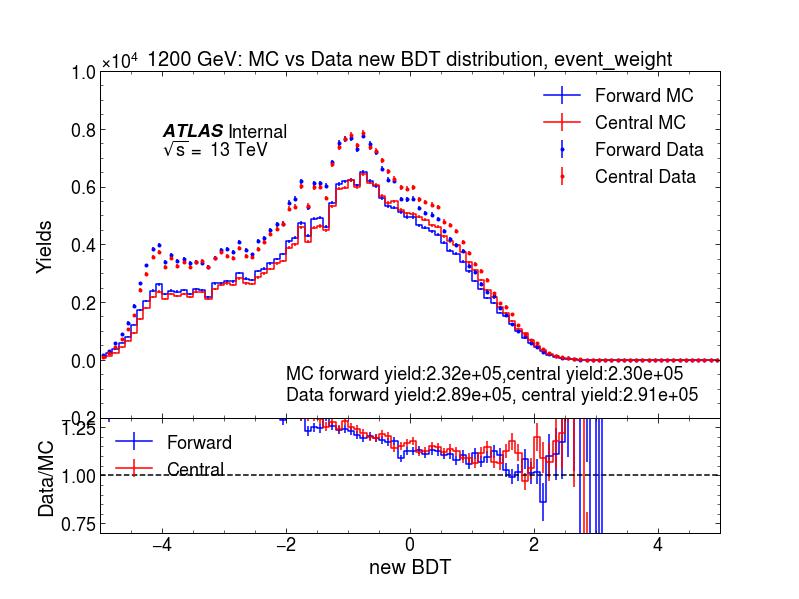 ×10⁴ 1200 GeV: MC vs Data new BDT distribution, event_weight
1.0
0.8
0.6
0.4
0.2
0.0
0.2
Yields
ATLAS Internal
√s = 13 TeV
Forward MC
Central MC
Forward Data
Central Data
MC forward yield:2.32e+05,central yield:2.30e+05
Data forward yield:2.89e+05, central yield:2.91e+05
1.25
1.00
0.75
Data/MC
Forward
Central
−4 −2 0 2 4
new BDT